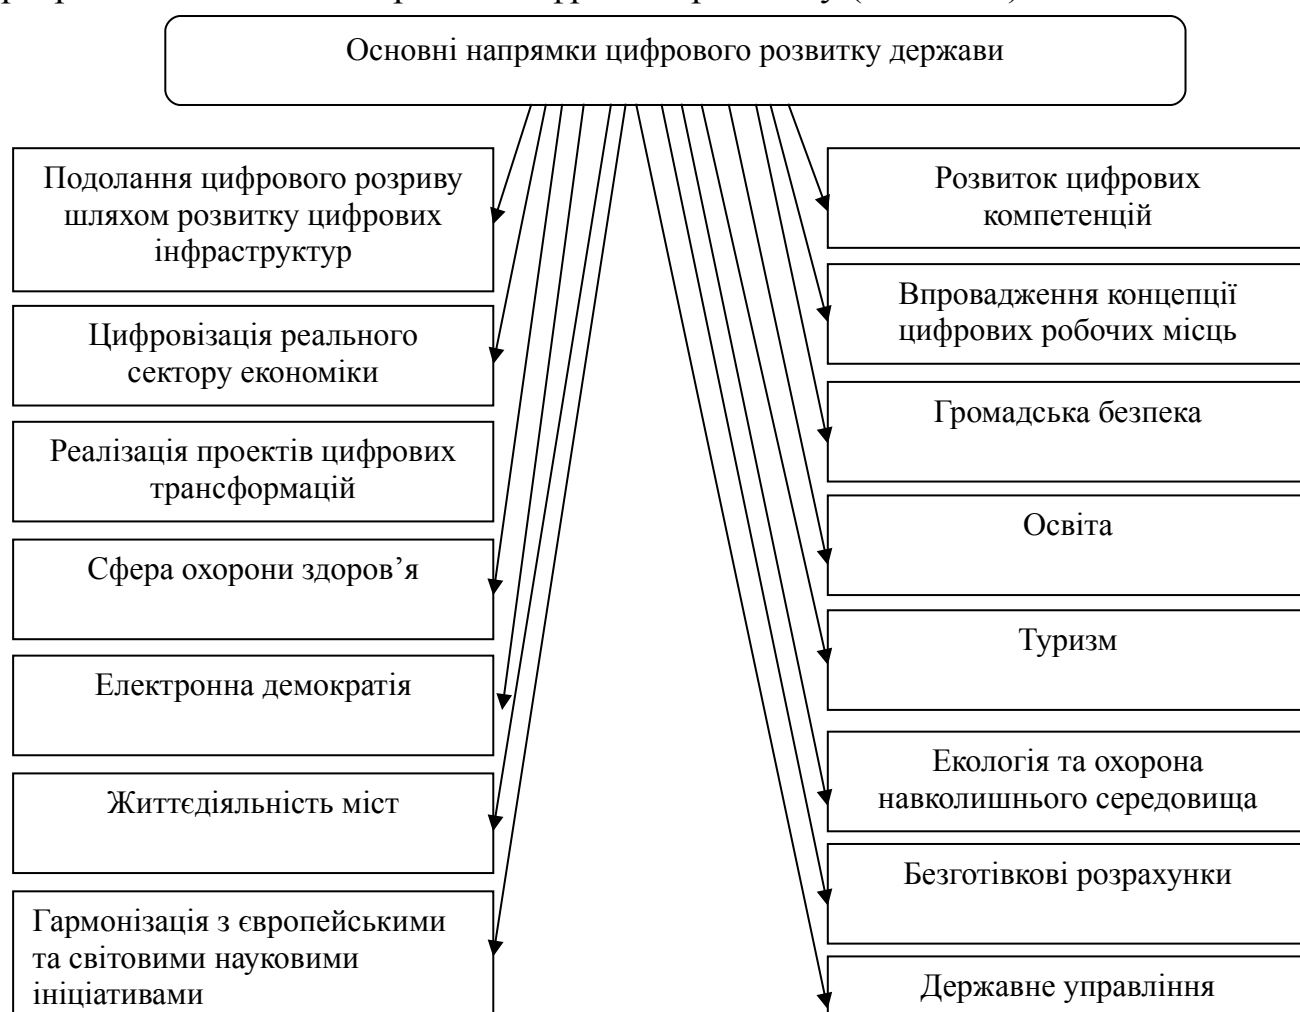 Основні напрямки цифрового розвитку держави
Подолання цифрового розриву
шляхом розвитку цифрових
інфраструктур
Цифровізація реального
сектору економіки
Реалізація проектів цифрових
трансформацій
Сфера охорони здоров’я
Електронна демократія
Життєдіяльність міст
Гармонізація з європейськими
та світовими науковими
ініціативами
Розвиток цифрових
компетенцій
Впровадження концепції
цифрових робочих місць
Громадська безпека
Освіта
Туризм
Екологія та охорона
навколишнього середовища
Безготівкові розрахунки
Державне управління